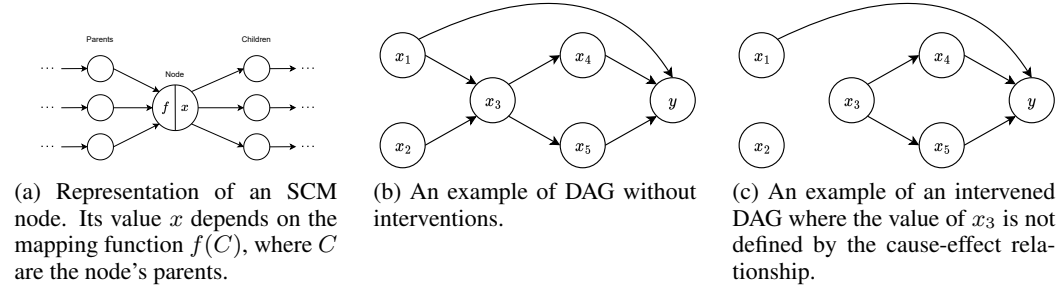 Parents
Children
Node
... ...
... f x ...
... ...
x₁
x₂
x₃
x₄
x₅
y
x₁
x₂
x₃
x₄
x₅
y
(a) Representation of an SCM
node. Its value x depends on the
mapping function f(C), where C
are the node's parents.
(b) An example of DAG without
interventions.
(c) An example of an intervened
DAG where the value of x₃ is not
defined by the cause-effect rela-
tionship.